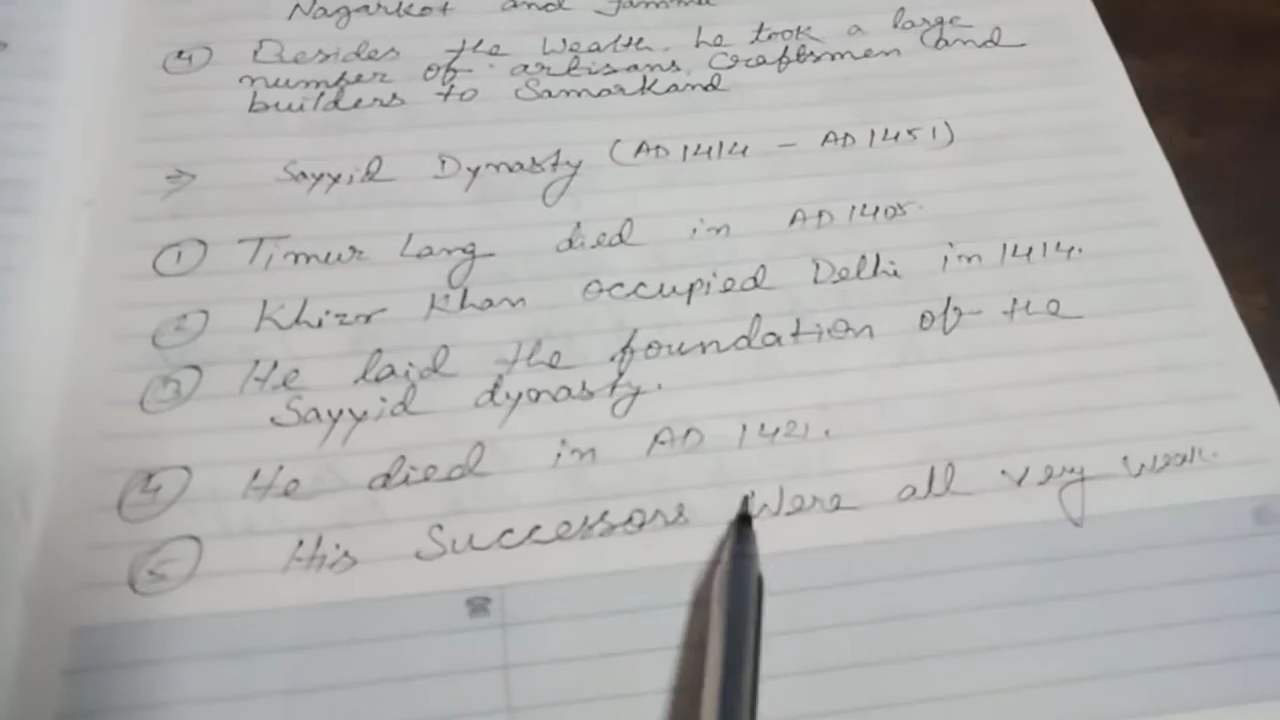 Nagarkot and Jammu
④ Besides the Wealth, he took a large
number of artisans, Craftsmen and
builders to Samarkand
⇒ Sayyid Dynasty (AD 1414 - AD 1451)
① Timur Lang died in AD 1405.
② Khizr Khan occupied Delhi in 1414.
③ He laid the foundation of the
Sayyid dynasty.
④ He died in AD 1421.
⑤ His Successors Were all very weak.